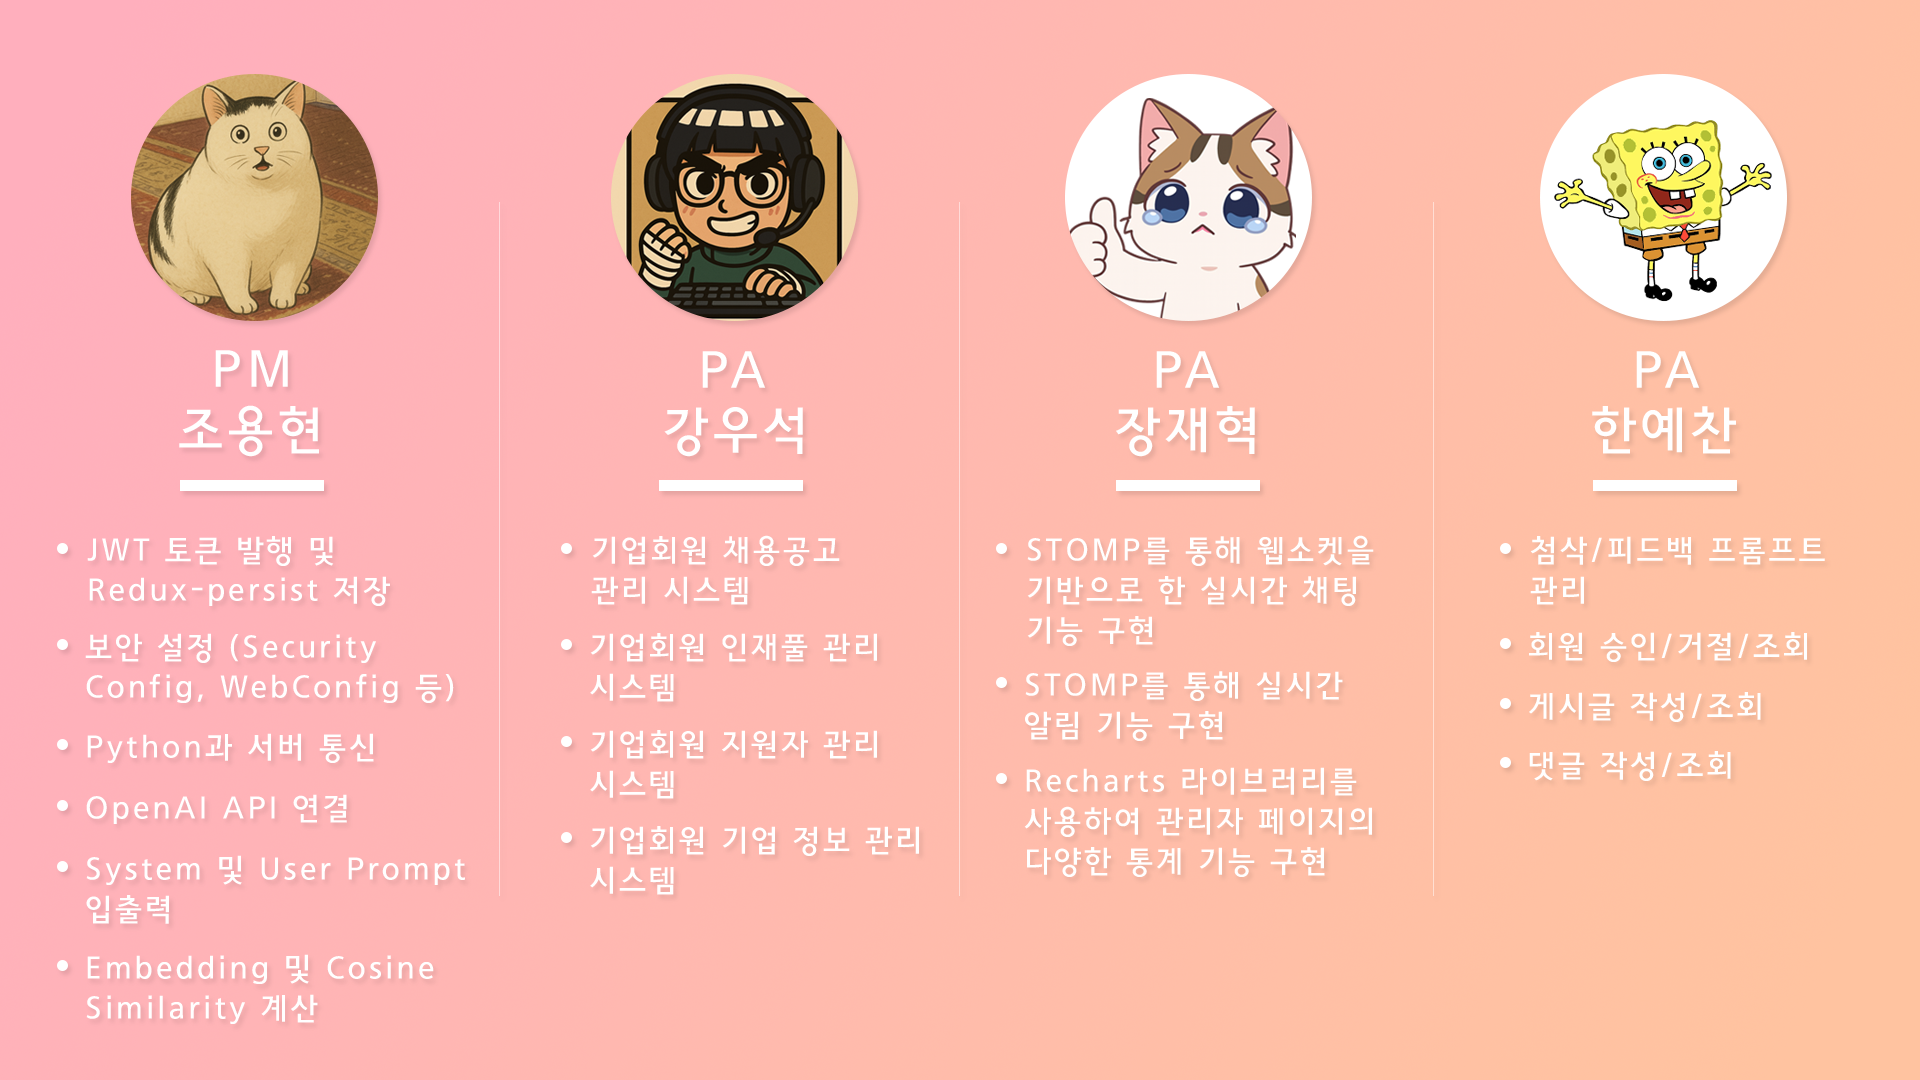 PM
조용현
• JWT 토큰 발행 및
Redux-persist 저장
• 보안 설정 (Security
Config, WebConfig 등)
• Python과 서버 통신
• OpenAI API 연결
• System 및 User Prompt
입출력
• Embedding 및 Cosine
Similarity 계산
PA
강우석
• 기업회원 채용공고
관리 시스템
• 기업회원 인재풀 관리
시스템
• 기업회원 지원자 관리
시스템
• 기업회원 기업 정보 관리
시스템
PA
장재혁
• STOMP를 통해 웹소켓을
기반으로 한 실시간 채팅
기능 구현
• STOMP를 통해 실시간
알림 기능 구현
• Recharts 라이브러리를
사용하여 관리자 페이지의
다양한 통계 기능 구현
PA
한예찬
• 첨삭/피드백 프롬프트
관리
• 회원 승인/거절/조회
• 게시글 작성/조회
• 댓글 작성/조회